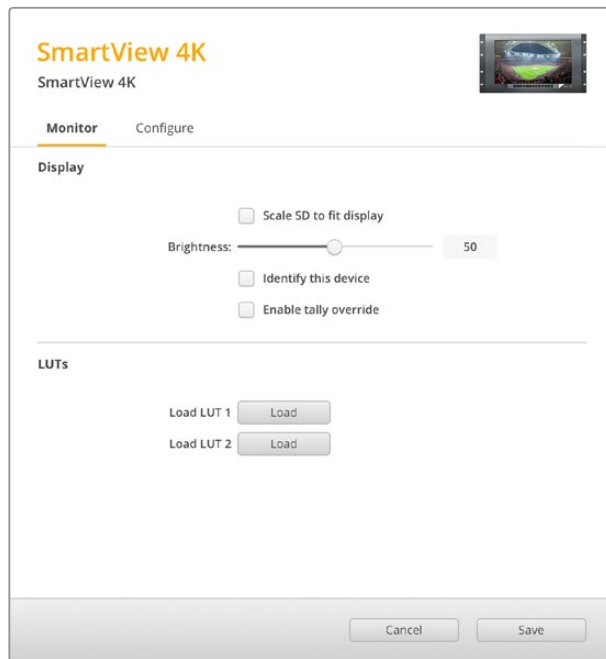 SmartView 4K
SmartView 4K
Monitor Configure
Display
Scale SD to fit display
Brightness: 50
Identify this device
Enable tally override
LUTs
Load LUT 1 Load
Load LUT 2 Load
Cancel Save